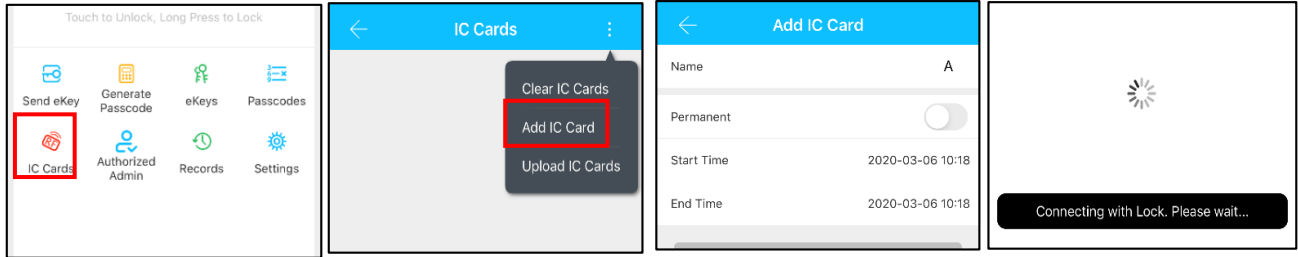 Touch to Unlock, Long Press to Lock
Send eKey
Generate
Passcode
eKeys
Passcodes
RF
IC Cards
Authorized
Admin
Records
Settings
IC Cards
Clear IC Cards
Add IC Card
Upload IC Cards
Add IC Card
Name A
Permanent
Start Time 2020-03-06 10:18
End Time 2020-03-06 10:18
Connecting with Lock. Please wait...